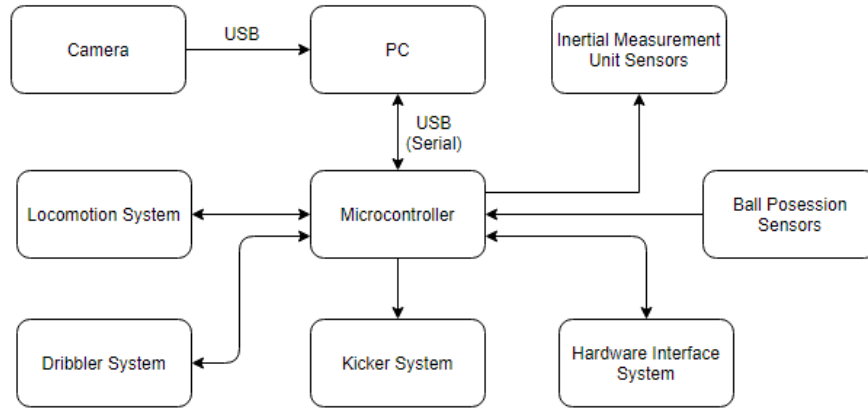 Camera
USB
PC
Inertial Measurement
Unit Sensors
USB
(Serial)
Locomotion System
Microcontroller
Ball Posession
Sensors
Dribbler System
Kicker System
Hardware Interface
System